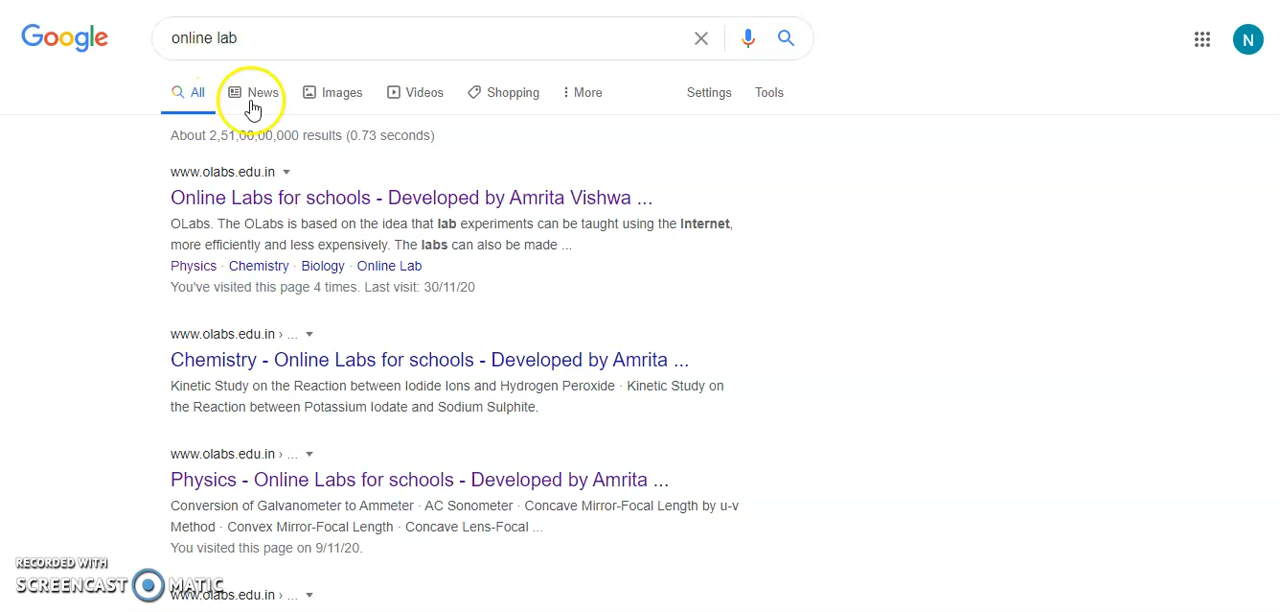 Google
online lab
N
All News Images Videos Shopping More Settings Tools
About 2,51,00,00,000 results (0.73 seconds)
www.olabs.edu.in
Online Labs for schools - Developed by Amrita Vishwa ...
OLabs. The OLabs is based on the idea that lab experiments can be taught using the Internet,
more efficiently and less expensively. The labs can also be made ...
Physics · Chemistry · Biology · Online Lab
You've visited this page 4 times. Last visit: 30/11/20
www.olabs.edu.in › ...
Chemistry - Online Labs for schools - Developed by Amrita ...
Kinetic Study on the Reaction between Iodide Ions and Hydrogen Peroxide · Kinetic Study on
the Reaction between Potassium Iodate and Sodium Sulphite.
www.olabs.edu.in › ...
Physics - Online Labs for schools - Developed by Amrita ...
Conversion of Galvanometer to Ammeter · AC Sonometer · Concave Mirror-Focal Length by u-v
Method · Convex Mirror-Focal Length · Concave Lens-Focal ...
You visited this page on 9/11/20.
RECORDED WITH
SCREENCAST MATIC
www.olabs.edu.in › ...